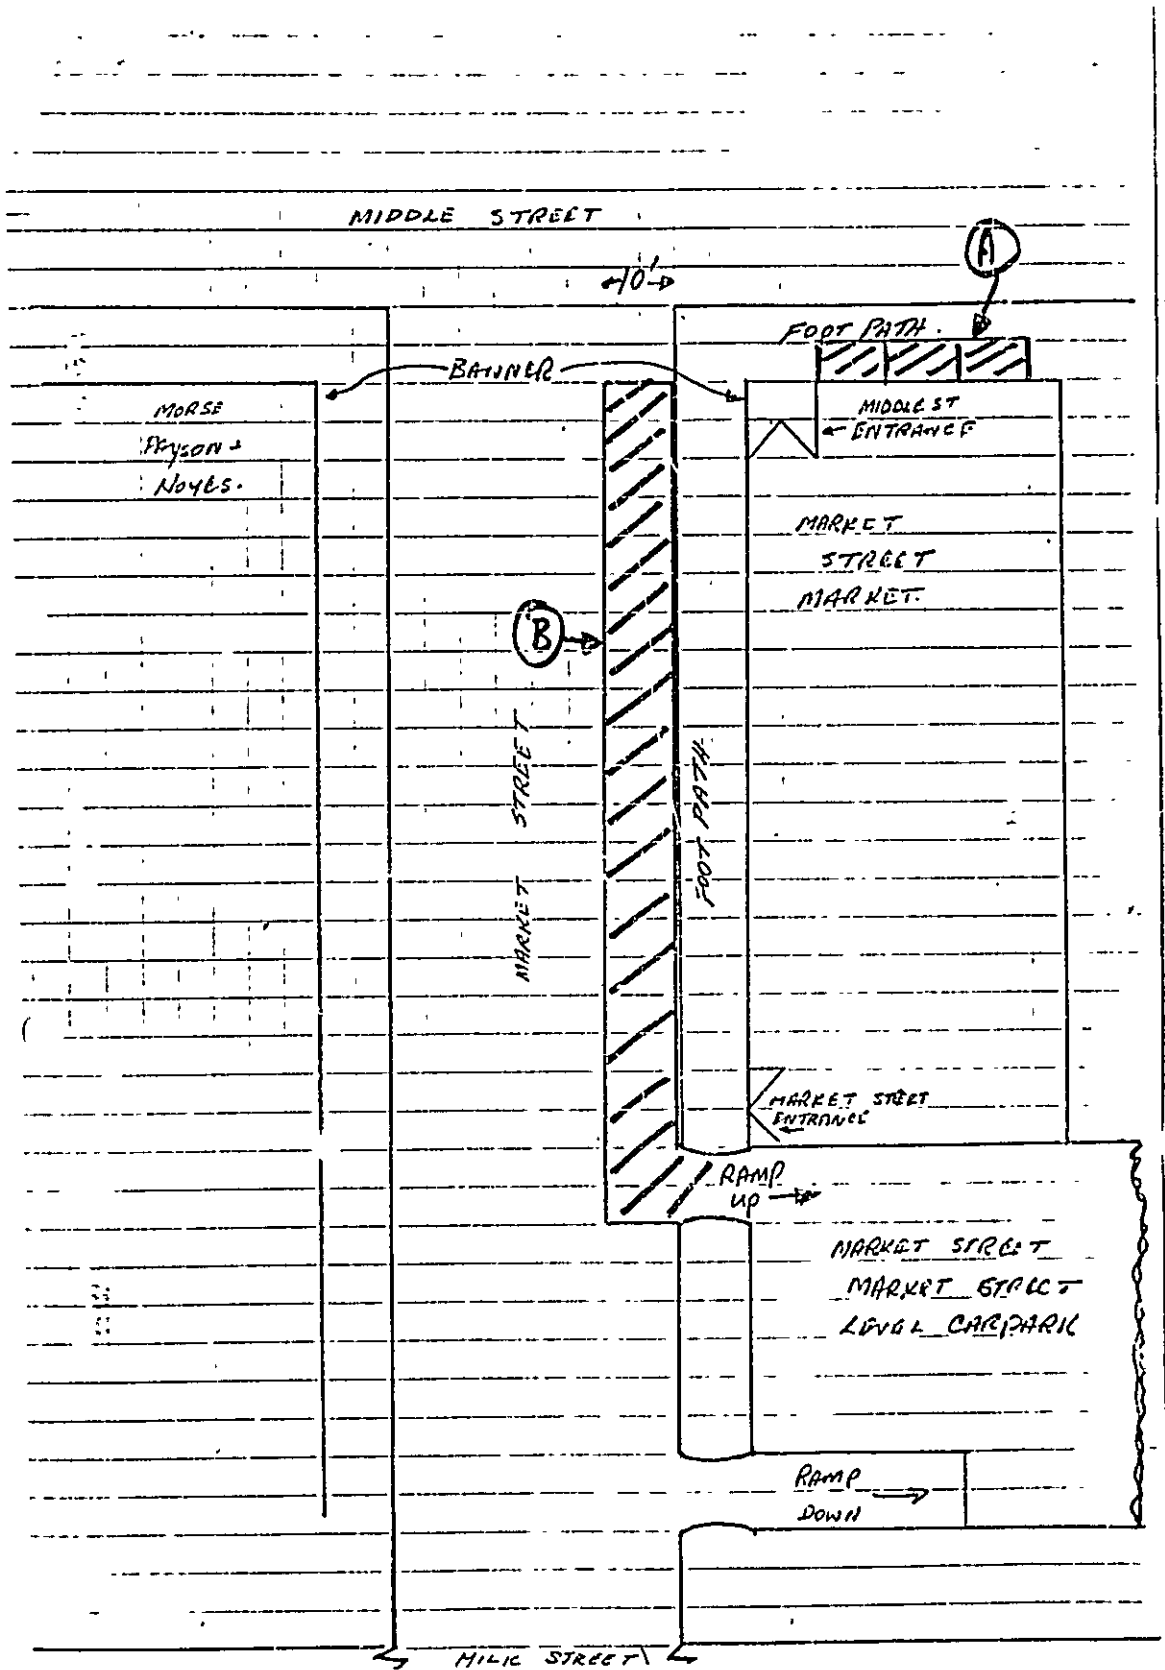 MIDDLE STREET
A
10'
FOOT PATH.
BANNER
MORSE
PAYSON +
NOYES.
MIDDLE ST
ENTRANCE
MARKET
STREET
MARKET.
B
MARKET STREET
FOOT PATH
MARKET STEET
ENTRANCE
RAMP
UP
MARKET STREET
MARKET STREET
LEVEL CARPARK
RAMP
DOWN
MILK STREET